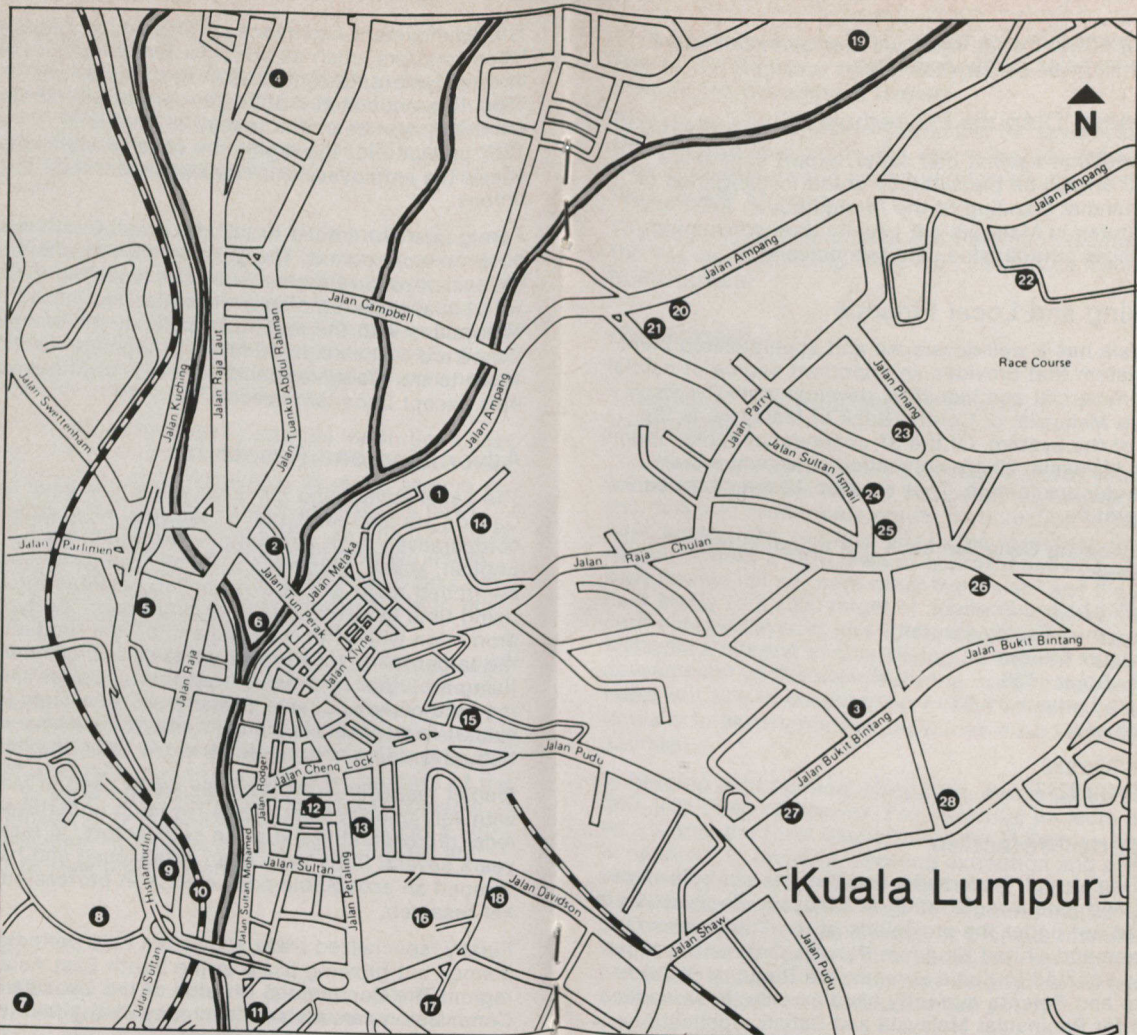 19
4
N
Jalan Ampang
Jalan Ampang
22
Jalan Campbell
20
21
Jalan Raja Laut
Jalan Tuanku Abdul Rahman
Jalan Kuching
Race Course
Jalan Swettenham
Jalan Ampang
Jalan Pinang
Jalan Parry
23
Jalan Sultan Ismail
1
24
14
25
2
Jalan Parlimen
Jalan Melaka
Jalan Raja Chulan
Jalan Tun Perak
26
5
6
Jalan Klyne
Jalan Bukit Bintang
Jalan Raja
3
15
Jalan Pudu
Jalan Bukit Bintang
Jalan Cheng Lock
Jalan Rodger
12
27
28
13
Jalan Sultan Mohamed
Jalan Sultan
9
Hishamudin
10
Jalan Petaling
18
Jalan Davidson
Kuala Lumpur
8
16
Jalan Shaw
Jalan Pudu
Jalan Sultan
7
11
17